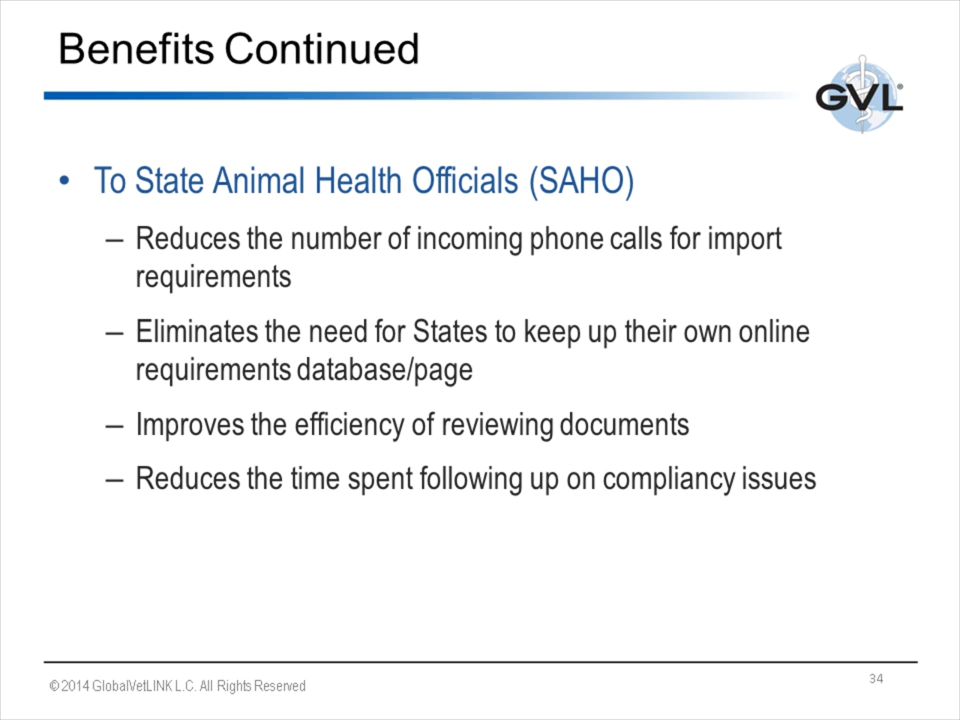 Benefits Continued
GVL®
• To State Animal Health Officials (SAHO)
– Reduces the number of incoming phone calls for import
requirements
– Eliminates the need for States to keep up their own online
requirements database/page
– Improves the efficiency of reviewing documents
– Reduces the time spent following up on compliancy issues
© 2014 GlobalVetLINK L.C. All Rights Reserved
34